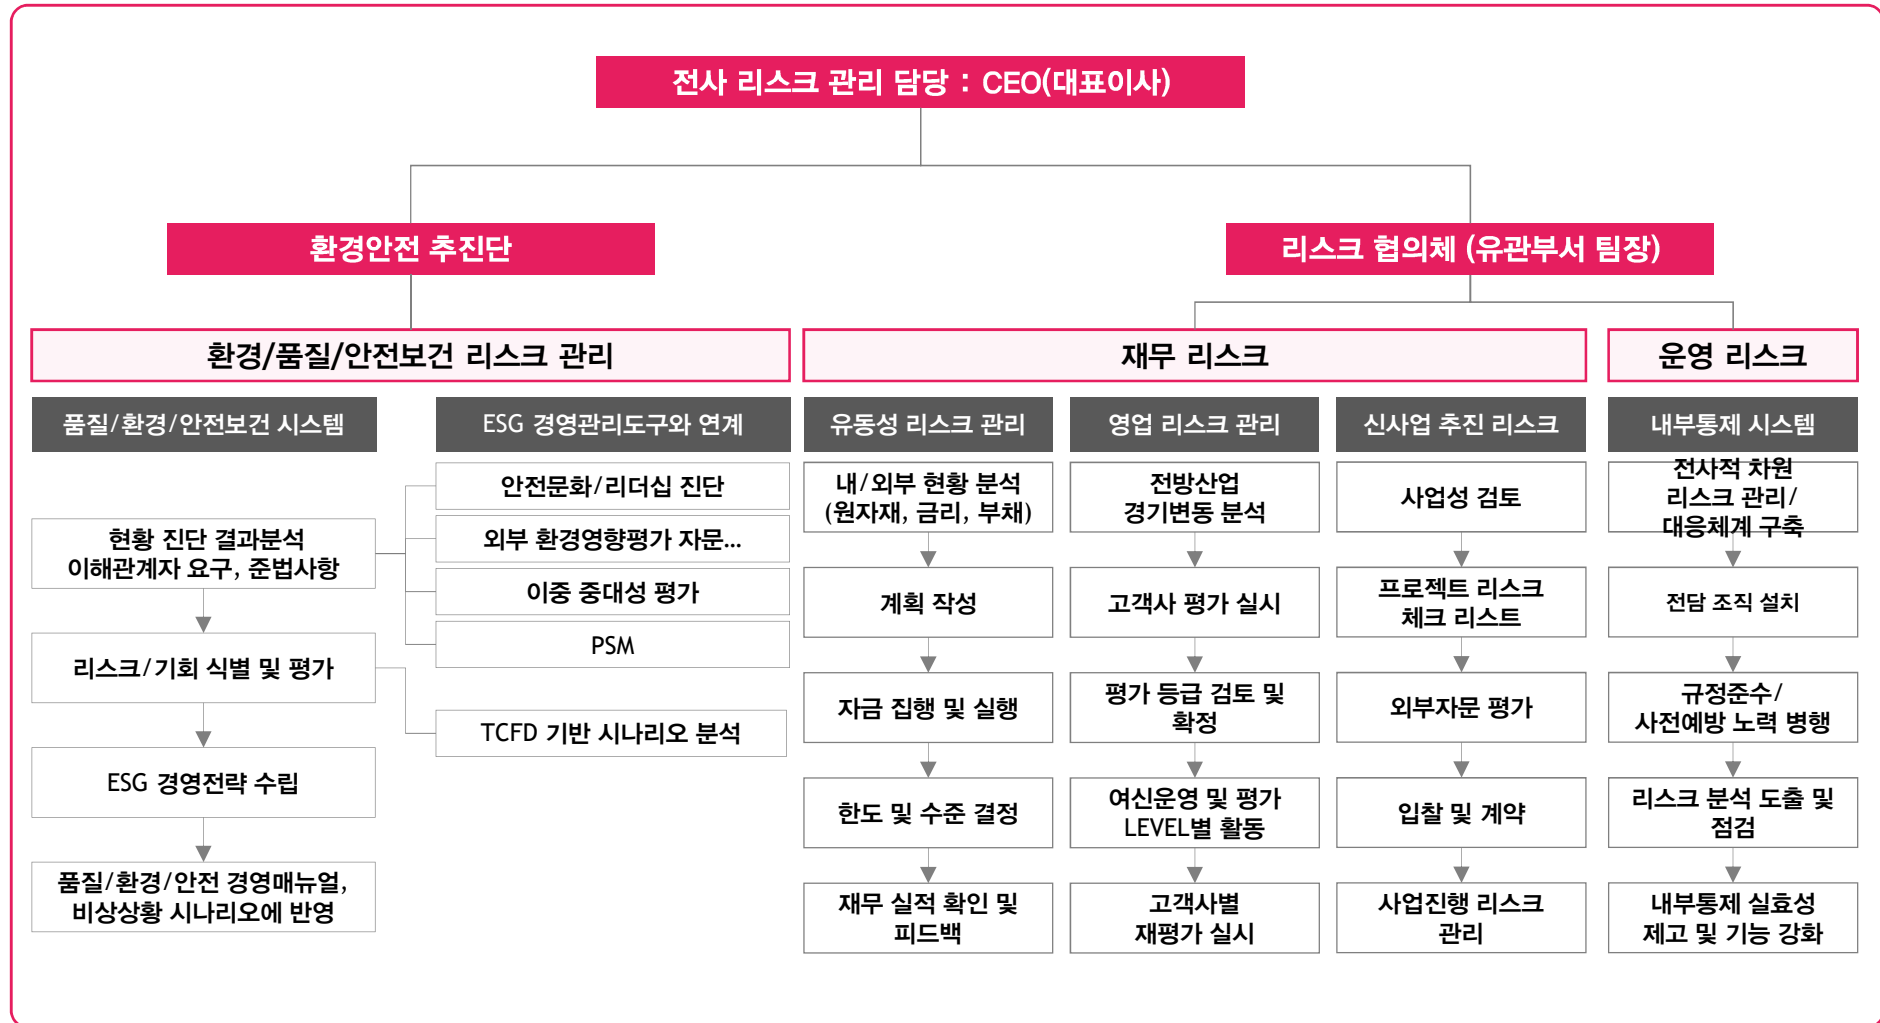 전사 리스크 관리 담당 : CEO(대표이사)
환경안전 추진단
리스크 협의체 (유관부서 팀장)
환경/품질/안전보건 리스크 관리
재무 리스크
운영 리스크
품질/환경/안전보건 시스템
ESG 경영관리도구와 연계
유동성 리스크 관리
영업 리스크 관리
신사업 추진 리스크
내부통제 시스템
현황 진단 결과분석
이해관계자 요구, 준법사항
리스크/기회 식별 및 평가
ESG 경영전략 수립
품질/환경/안전 경영매뉴얼,
비상상황 시나리오에 반영
안전문화/리더십 진단
외부 환경영향평가 자문...
이중 중대성 평가
PSM
TCFD 기반 시나리오 분석
내/외부 현황 분석
(원자재, 금리, 부채)
계획 작성
자금 집행 및 실행
한도 및 수준 결정
재무 실적 확인 및
피드백
전방산업
경기변동 분석
고객사 평가 실시
평가 등급 검토 및
확정
여신운영 및 평가
LEVEL별 활동
고객사별
재평가 실시
사업성 검토
프로젝트 리스크
체크 리스트
외부자문 평가
입찰 및 계약
사업진행 리스크
관리
전사적 차원
리스크 관리/
대응체계 구축
전담 조직 설치
규정준수/
사전예방 노력 병행
리스크 분석 도출 및
점검
내부통제 실효성
제고 및 기능 강화